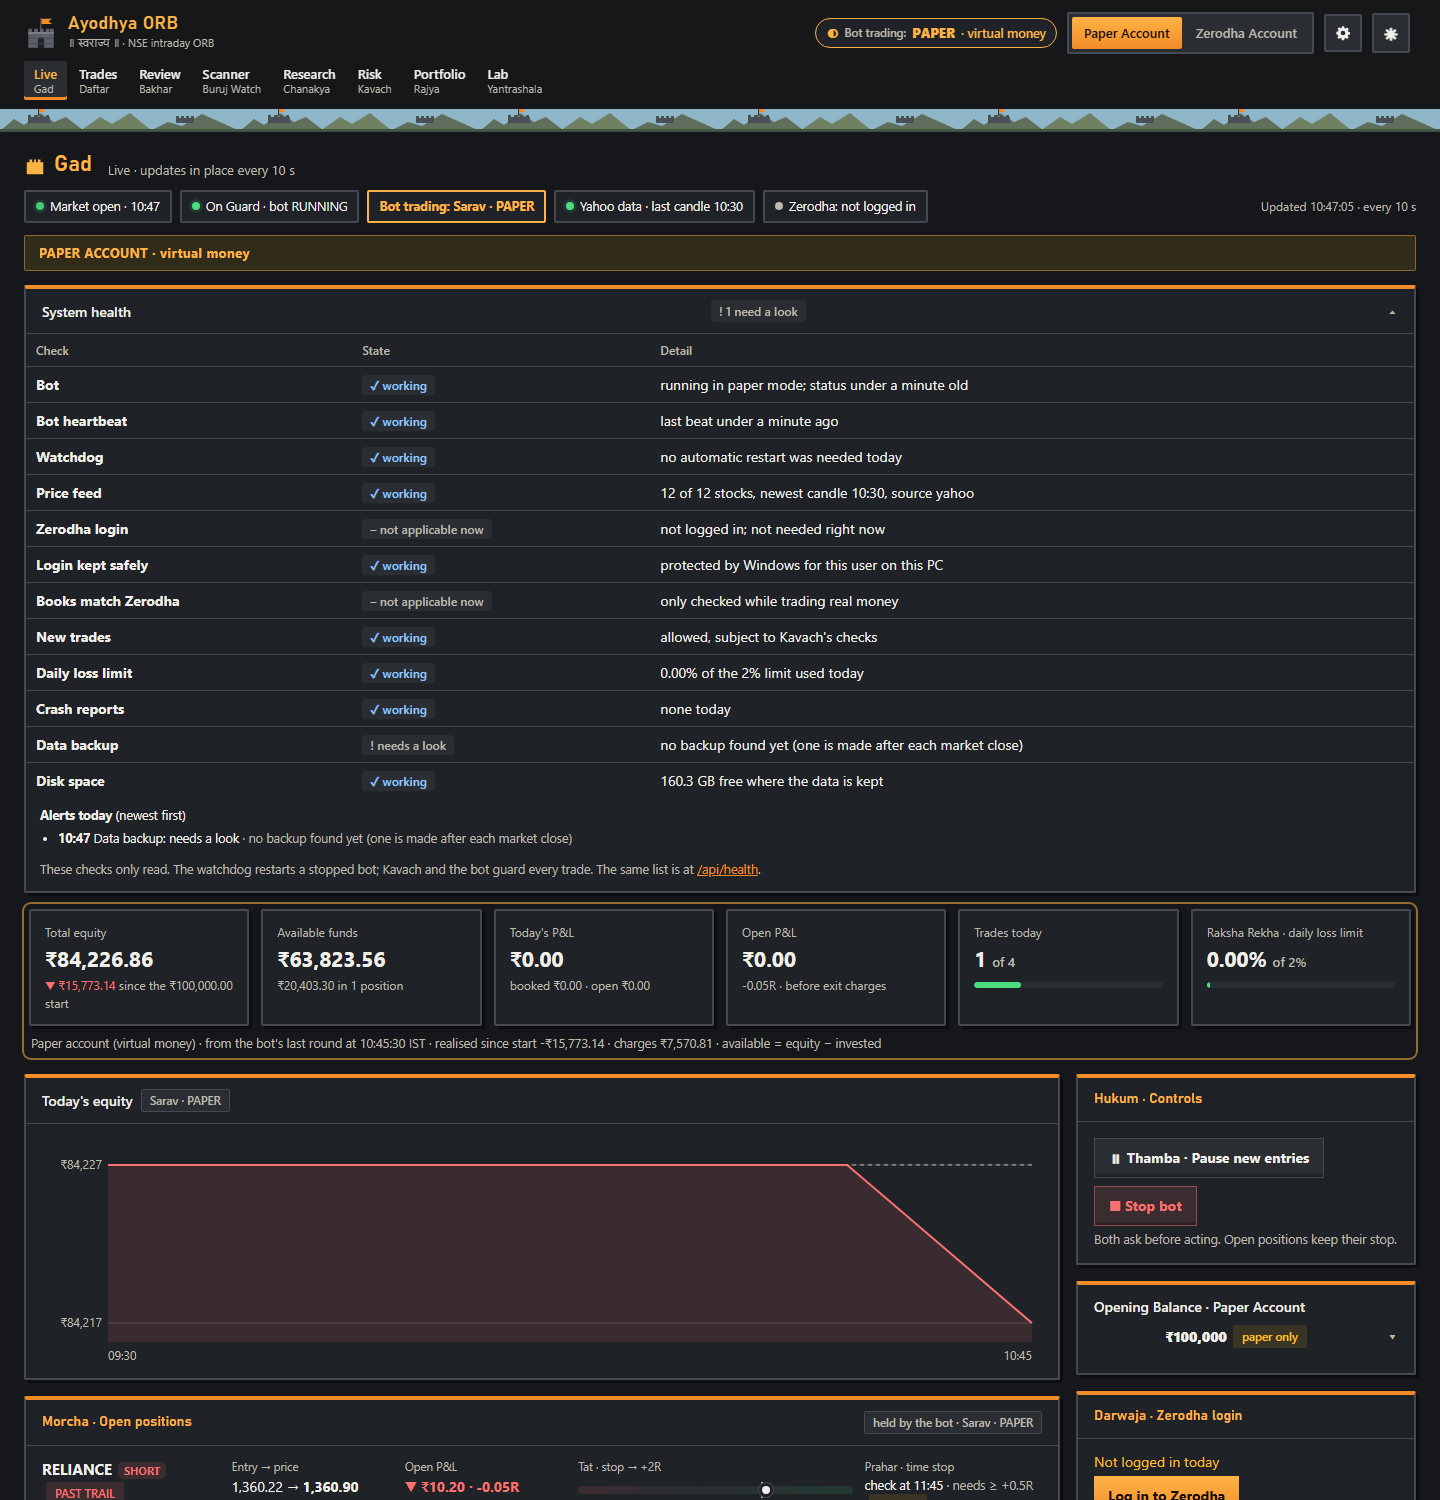 Ayodhya ORB
॥ स्वराज्य ॥ · NSE intraday ORB
Bot trading: PAPER · virtual money
Paper Account
Zerodha Account
Live
Gad
Trades
Daftar
Review
Bakhar
Scanner
Buruj Watch
Research
Chanakya
Risk
Kavach
Portfolio
Rajya
Lab
Yantrashala
Gad
Live · updates in place every 10 s
Market open · 10:47
On Guard · bot RUNNING
Bot trading: Sarav · PAPER
Yahoo data · last candle 10:30
Zerodha: not logged in
Updated 10:47:05 · every 10 s
PAPER ACCOUNT · virtual money
System health
! 1 need a look
Check State Detail
Bot ✓ working running in paper mode; status under a minute old
Bot heartbeat ✓ working last beat under a minute ago
Watchdog ✓ working no automatic restart was needed today
Price feed ✓ working 12 of 12 stocks, newest candle 10:30, source yahoo
Zerodha login – not applicable now not logged in; not needed right now
Login kept safely ✓ working protected by Windows for this user on this PC
Books match Zerodha – not applicable now only checked while trading real money
New trades ✓ working allowed, subject to Kavach's checks
Daily loss limit ✓ working 0.00% of the 2% limit used today
Crash reports ✓ working none today
Data backup ! needs a look no backup found yet (one is made after each market close)
Disk space ✓ working 160.3 GB free where the data is kept
Alerts today (newest first)
• 10:47 Data backup: needs a look · no backup found yet (one is made after each market close)
These checks only read. The watchdog restarts a stopped bot; Kavach and the bot guard every trade. The same list is at /api/health.
Total equity
₹84,226.86
▼ ₹15,773.14 since the ₹100,000.00
start
Available funds
₹63,823.56
₹20,403.30 in 1 position
Today's P&L
₹0.00
booked ₹0.00 · open ₹0.00
Open P&L
₹0.00
-0.05R · before exit charges
Trades today
1 of 4
Raksha Rekha · daily loss limit
0.00% of 2%
Paper account (virtual money) · from the bot's last round at 10:45:30 IST · realised since start -₹15,773.14 · charges ₹7,570.81 · available = equity − invested
Today's equity
Sarav · PAPER
₹84,227
₹84,217
09:30
10:45
Hukum · Controls
Thamba · Pause new entries
Stop bot
Both ask before acting. Open positions keep their stop.
Opening Balance · Paper Account
₹100,000 paper only
Morcha · Open positions
held by the bot · Sarav · PAPER
RELIANCE SHORT
PAST TRAIL
Entry → price
1,360.22 → 1,360.90
Open P&L
▼ ₹10.20 · -0.05R
Tat · stop → +2R
Prahar · time stop
check at 11:45 · needs ≥ +0.5R
Darwaja · Zerodha login
Not logged in today
Log in to Zerodha